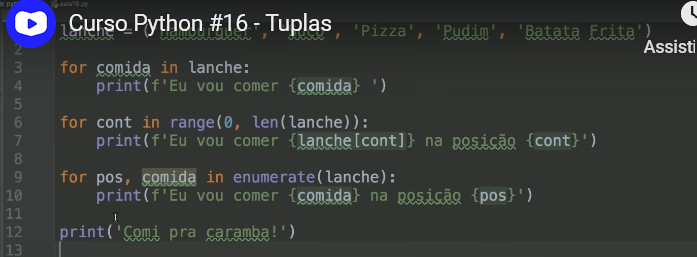 aula16.py
Curso Python #16 - Tuplas
Assisti
lanche = ('Hambúrguer', 'Suco', 'Pizza', 'Pudim', 'Batata Frita')
2
3 for comida in lanche:
4 print(f'Eu vou comer {comida} ')
5
6 for cont in range(0, len(lanche)):
7 print(f'Eu vou comer {lanche[cont]} na posição {cont}')
8
9 for pos, comida in enumerate(lanche):
10 print(f'Eu vou comer {comida} na posição {pos}')
11
12 print('Comi pra caramba!')
13